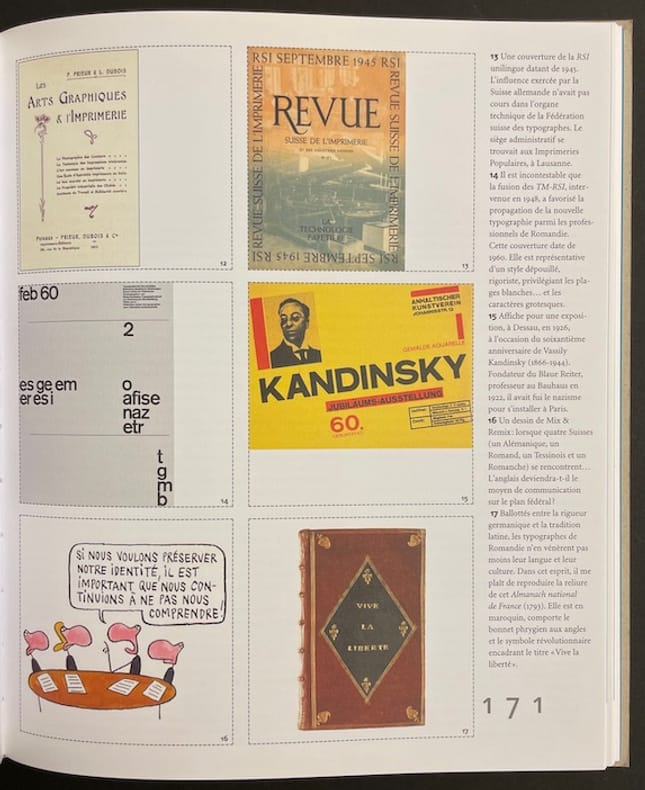 F. PRIEUR & L. DUBOIS
LES
ARTS GRAPHIQUES
& l'IMPRIMERIE
PUTEAUX — PRIEUR, DUBOIS & Cie
12
RSI SEPTEMBRE 1945 RSI
REVUE SUISSE DE L'IMPRIMERIE
REVUE SUISSE DE L'IMPRIMERIE
REVUE
SUISSE DE L'IMPRIMERIE
LA
TECHNOLOGIE
PAPETIÈRE
RSI SEPTEMBRE 1945 RSI
13
feb 60
2
es ge em
er es i
o
afise
naz
etr
t
g
m
b
14
ANHALTISCHER
KUNSTVEREIN
JOHANNISSTR. 13
GEMÄLDE AQUARELLE
KANDINSKY
JUBILÄUMS-AUSSTELLUNG
60.
GEBURTSTAG
15
SI NOUS VOULONS PRÉSERVER
NOTRE IDENTITÉ, IL EST
IMPORTANT QUE NOUS CON-
TINUIONS À NE PAS NOUS
COMPRENDRE!
16
VIVE
LA
LIBERTÉ
17
13 Une couverture de la RSI
unilingue datant de 1945.
L'influence exercée par la
Suisse allemande n'avait pas
cours dans l'organe
technique de la Fédération
suisse des typographes. Le
siège administratif se
trouvait aux Imprimeries
Populaires, à Lausanne.
14 Il est incontestable que
la fusion des TM-RSI, inter-
venue en 1948, a favorisé la
propagation de la nouvelle
typographie parmi les profes-
sionnels de Romandie.
Cette couverture date de
1960. Elle est représentative
d'un style dépouillé,
rigoriste, privilégiant les pla-
ges blanches… et les
caractères grotesques.
15 Affiche pour une exposi-
tion, à Dessau, en 1926,
à l'occasion du soixantième
anniversaire de Vassily
Kandinsky (1866-1944).
Fondateur du Blaue Reiter,
professeur au Bauhaus en
1922, il avait fui le nazisme
pour s'installer à Paris.
16 Un dessin de Mix &
Remix : lorsque quatre Suisses
(un Alémanique, un
Romand, un Tessinois et un
Romanche) se rencontrent…
L'anglais deviendra-t-il le
moyen de communication
sur le plan fédéral ?
17 Ballottés entre la rigueur
germanique et la tradition
latine, les typographes de
Romandie n'en vénèrent pas
moins leur langue et leur
culture. Dans cet esprit, il me
plaît de reproduire la reliure
de cet Almanach national
de France (1793). Elle est en
maroquin, comporte le
bonnet phrygien aux angles
et le symbole révolutionnaire
encadrant le titre «Vive la
liberté».
171